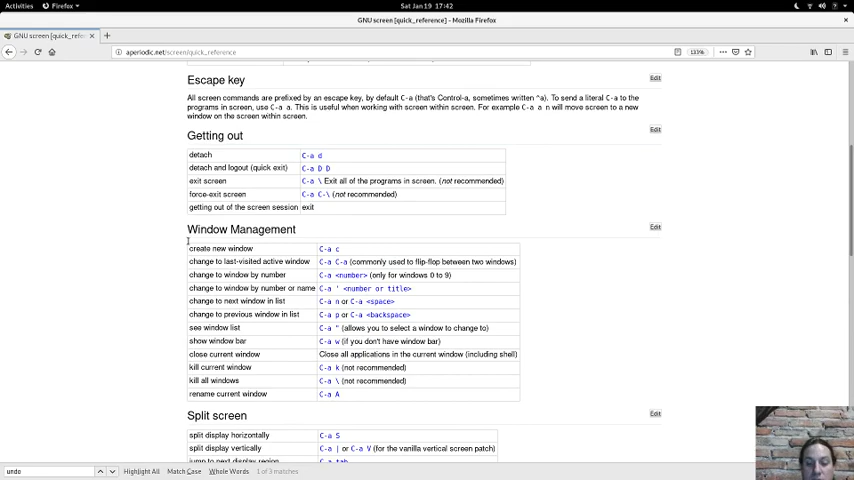 Activities Firefox Sat Jan 19 17:42
GNU screen [quick_reference] - Mozilla Firefox
GNU screen [quick_refer
aperiodic.net/screen/quick_reference 133%
Escape key Edit
All screen commands are prefixed by an escape key, by default C-a (that's Control-a, sometimes written ^a). To send a literal C-a to the
programs in screen, use C-a a. This is useful when working with screen within screen. For example C-a a n will move screen to a new
window on the screen within screen.
Getting out Edit
detach C-a d
detach and logout (quick exit) C-a D D
exit screen C-a \ Exit all of the programs in screen. (not recommended)
force-exit screen C-a C-\ (not recommended)
getting out of the screen session exit
Window Management Edit
create new window C-a c
change to last-visited active window C-a C-a (commonly used to flip-flop between two windows)
change to window by number C-a <number> (only for windows 0 to 9)
change to window by number or name C-a ' <number or title>
change to next window in list C-a n or C-a <space>
change to previous window in list C-a p or C-a <backspace>
see window list C-a " (allows you to select a window to change to)
show window bar C-a w (if you don't have window bar)
close current window Close all applications in the current window (including shell)
kill current window C-a k (not recommended)
kill all windows C-a \ (not recommended)
rename current window C-a A
Split screen Edit
split display horizontally C-a S
split display vertically C-a | or C-a V (for the vanilla vertical screen patch)
jump to next display region C-a tab
undo Highlight All Match Case Whole Words 1 of 3 matches